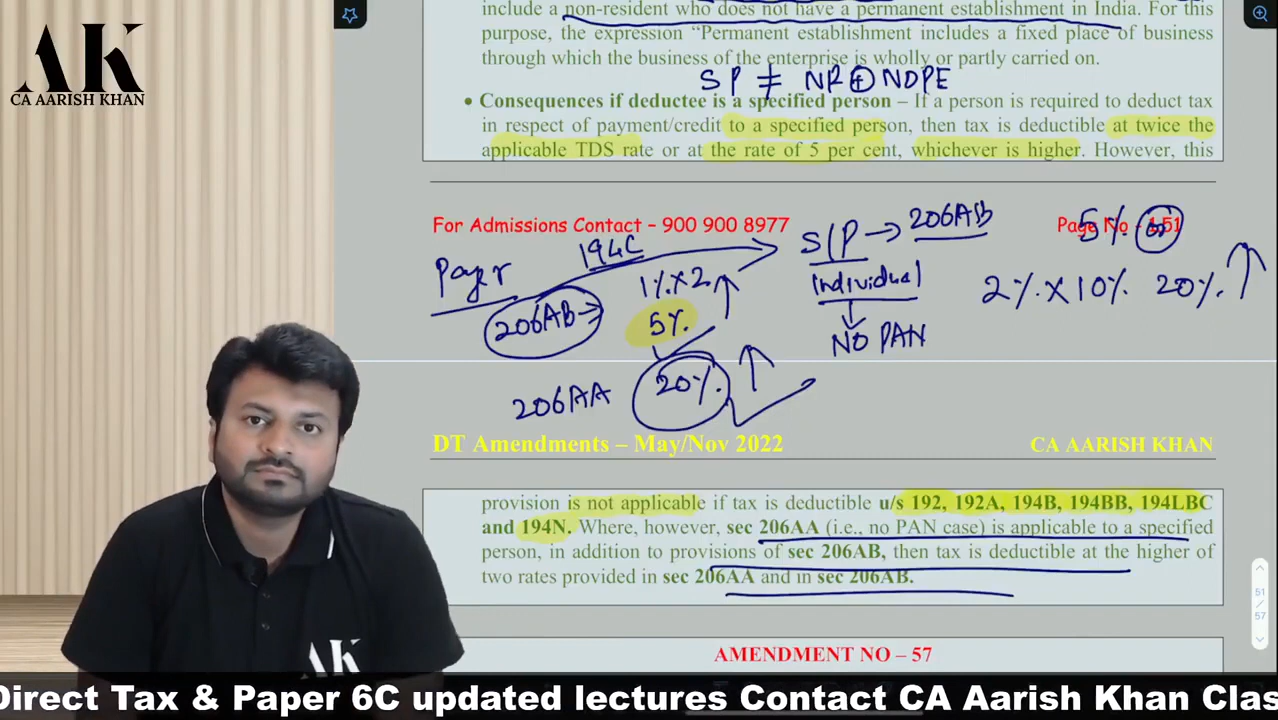 AK
CA AARISH KHAN
include a non-resident who does not have a permanent establishment in India. For this
purpose, the expression “Permanent establishment includes a fixed place of business
through which the business of the enterprise is wholly or partly carried on.
SP ≠ NR ⊕ NOPE
• Consequences if deductee is a specified person – If a person is required to deduct tax
in respect of payment/credit to a specified person, then tax is deductible at twice the
applicable TDS rate or at the rate of 5 per cent, whichever is higher. However, this
For Admissions Contact – 900 900 8977
Page No
51
5% or
Payer
194C
S/P → 206AB
206AB →
1% x 2
Individual
2% x 10% 20%
5%
NO PAN
206AA
20%
DT Amendments – May/Nov 2022
CA AARISH KHAN
provision is not applicable if tax is deductible u/s 192, 192A, 194B, 194BB, 194LBC
and 194N. Where, however, sec 206AA (i.e., no PAN case) is applicable to a specified
person, in addition to provisions of sec 206AB, then tax is deductible at the higher of
two rates provided in sec 206AA and in sec 206AB.
51
/
57
AMENDMENT NO – 57
AK
Direct Tax & Paper 6C updated lectures Contact CA Aarish Khan Clas